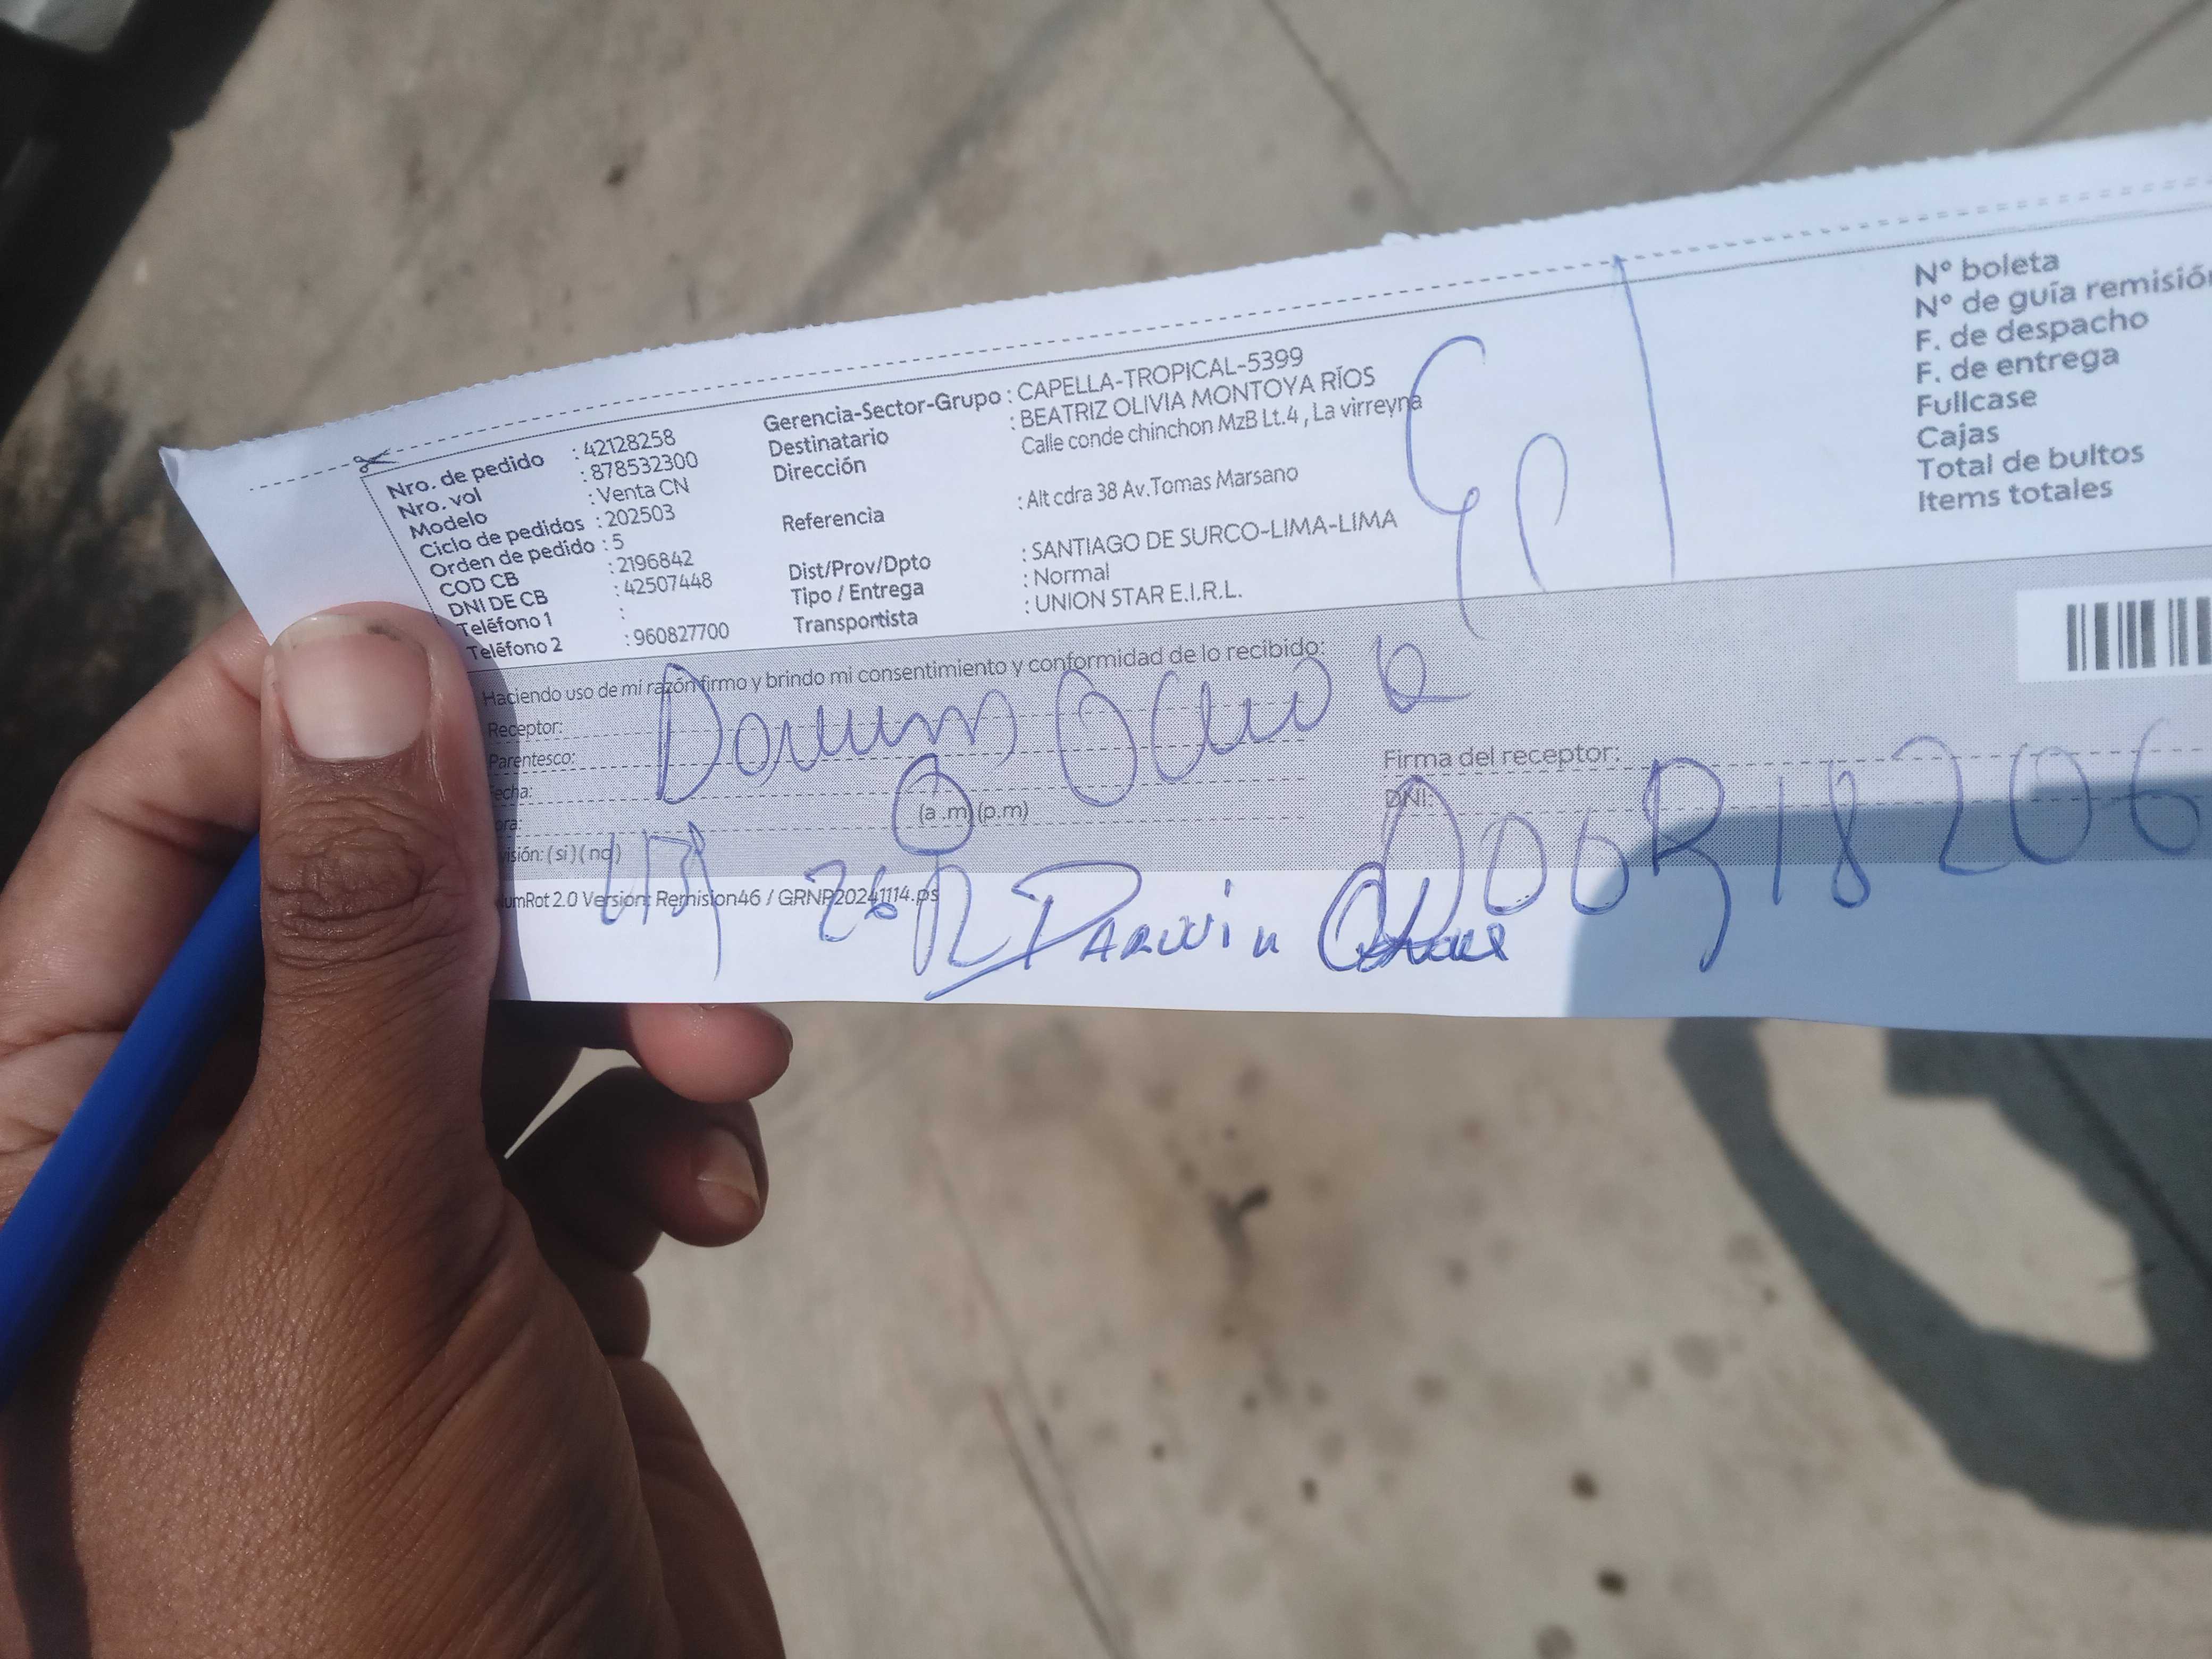 Nro. de pedido : 42128258
Nro. vol : 878532300
Modelo : Venta CN
Ciclo de pedidos : 202503
Orden de pedido : 5
COD CB : 2196842
DNI DE CB : 42507448
Teléfono 1 :
Teléfono 2 : 960827700
Gerencia-Sector-Grupo : CAPELLA-TROPICAL-5399
Destinatario : BEATRIZ OLIVIA MONTOYA RÍOS
Dirección Calle conde chinchon MzB Lt.4 , La virreyna
Referencia : Alt cdra 38 Av.Tomas Marsano
Dist/Prov/Dpto : SANTIAGO DE SURCO-LIMA-LIMA
Tipo / Entrega : Normal
Transportista : UNION STAR E.I.R.L.
N° boleta
N° de guía remisión
F. de despacho
F. de entrega
Fullcase
Cajas
Total de bultos
Items totales
Haciendo uso de mi razón firmo y brindo mi consentimiento y conformidad de lo recibido:
Receptor:
Parentesco:
echa:
ora: (a .m) (p.m)
isión: ( si ) ( no )
Firma del receptor:
DNI:
umRot 2.0 Version: Remision46 / GRNP20241114.ps
Darwin